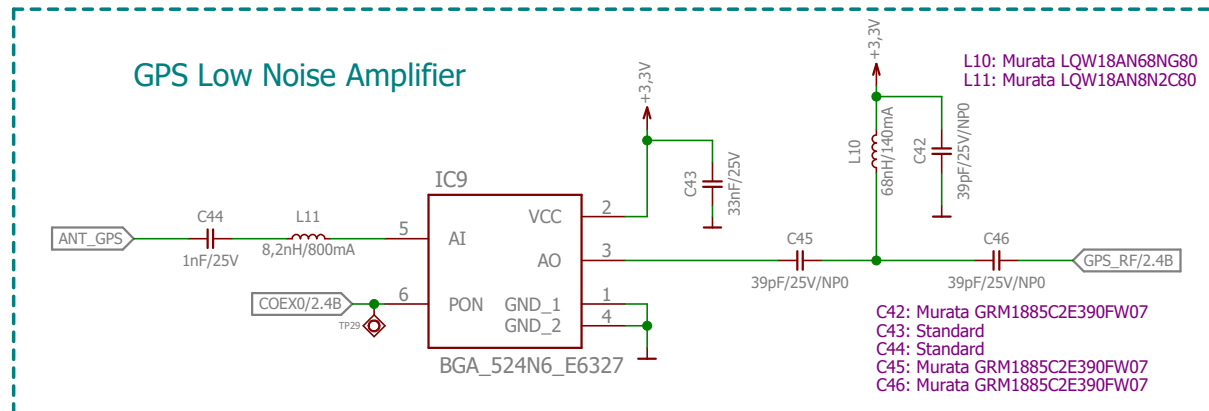 GPS Low Noise Amplifier
+3,3V
+3,3V
L10: Murata LQW18AN68NG80
L11: Murata LQW18AN8N2C80
L10
68nH/140mA
C42
39pF/25V/NP0
C43
33nF/25V
IC9
VCC
2
ANT_GPS
C44
1nF/25V
L11
8,2nH/800mA
5
AI
AO
3
C45
39pF/25V/NP0
C46
39pF/25V/NP0
GPS_RF/2.4B
COEX0/2.4B
TP29
6
PON
GND_1
1
GND_2
4
BGA_524N6_E6327
C42: Murata GRM1885C2E390FW07
C43: Standard
C44: Standard
C45: Murata GRM1885C2E390FW07
C46: Murata GRM1885C2E390FW07